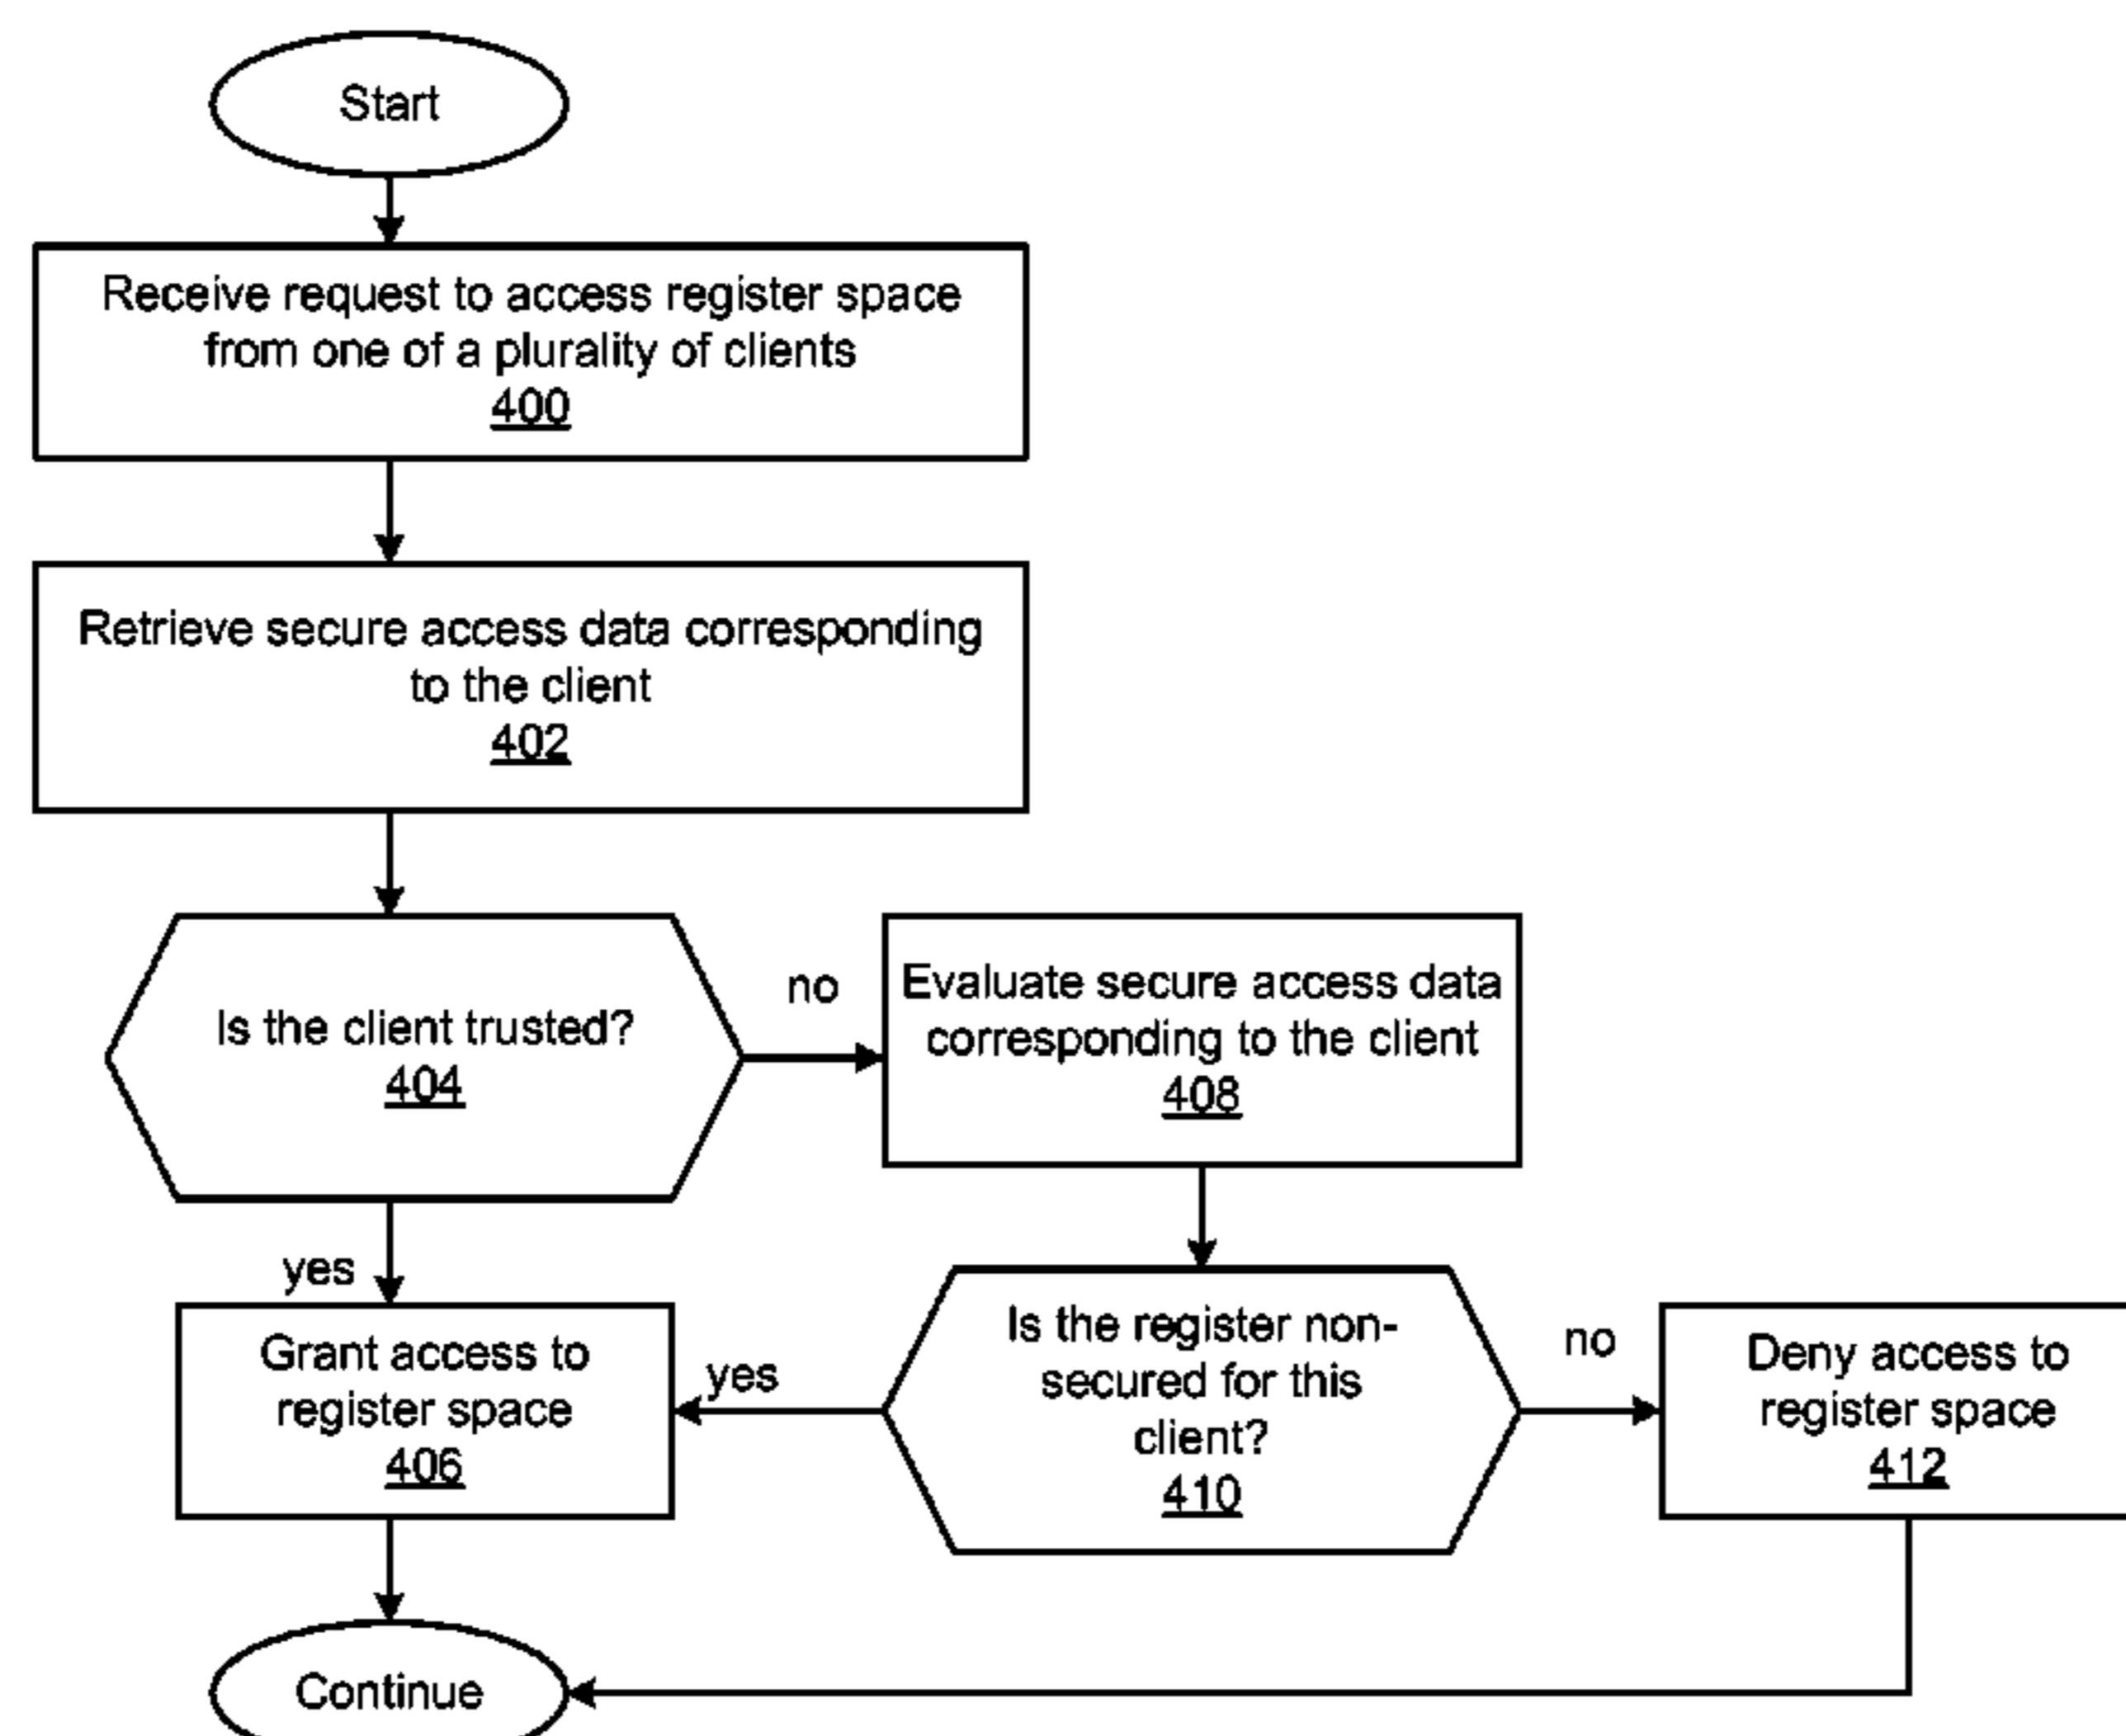 Start
Receive request to access register space
from one of a plurality of clients
400
Retrieve secure access data corresponding
to the client
402
Is the client trusted?
404
no
Evaluate secure access data
corresponding to the client
408
yes
Grant access to
register space
406
yes
Is the register non-
secured for this
client?
410
no
Deny access to
register space
412
Continue